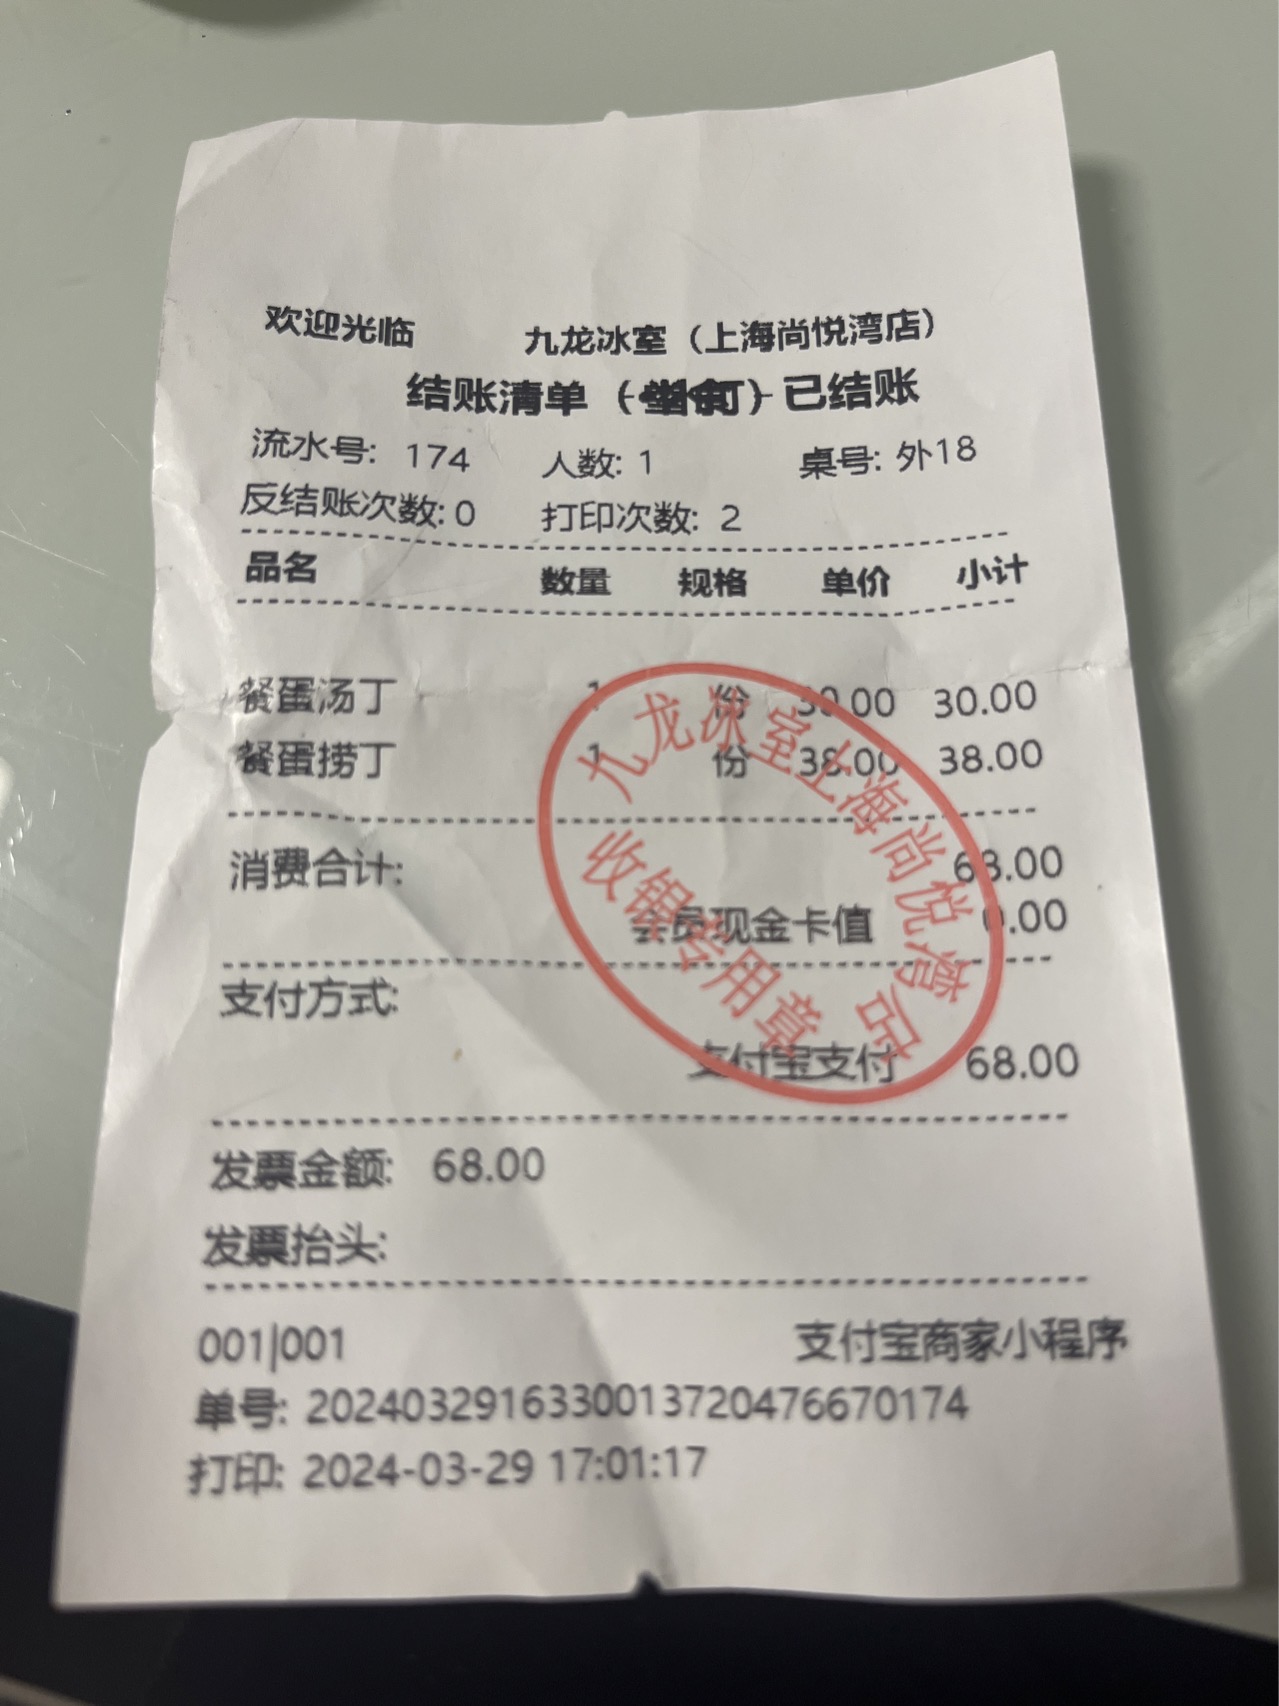 欢迎光临 九龙冰室（上海尚悦湾店）
结账清单 已结账
流水号: 174 人数: 1 桌号: 外18
反结账次数: 0 打印次数: 2
品名 数量 规格 单价 小计
餐蛋汤丁 1 份 30.00 30.00
餐蛋捞丁 1 份 38.00 38.00
消费合计: 68.00
会员现金卡值 0.00
支付方式:
支付宝支付 68.00
发票金额: 68.00
发票抬头:
001|001 支付宝商家小程序
单号: 2024032916330013720476670174
打印: 2024-03-29 17:01:17
九龙冰室上海尚悦湾店
收银专用章